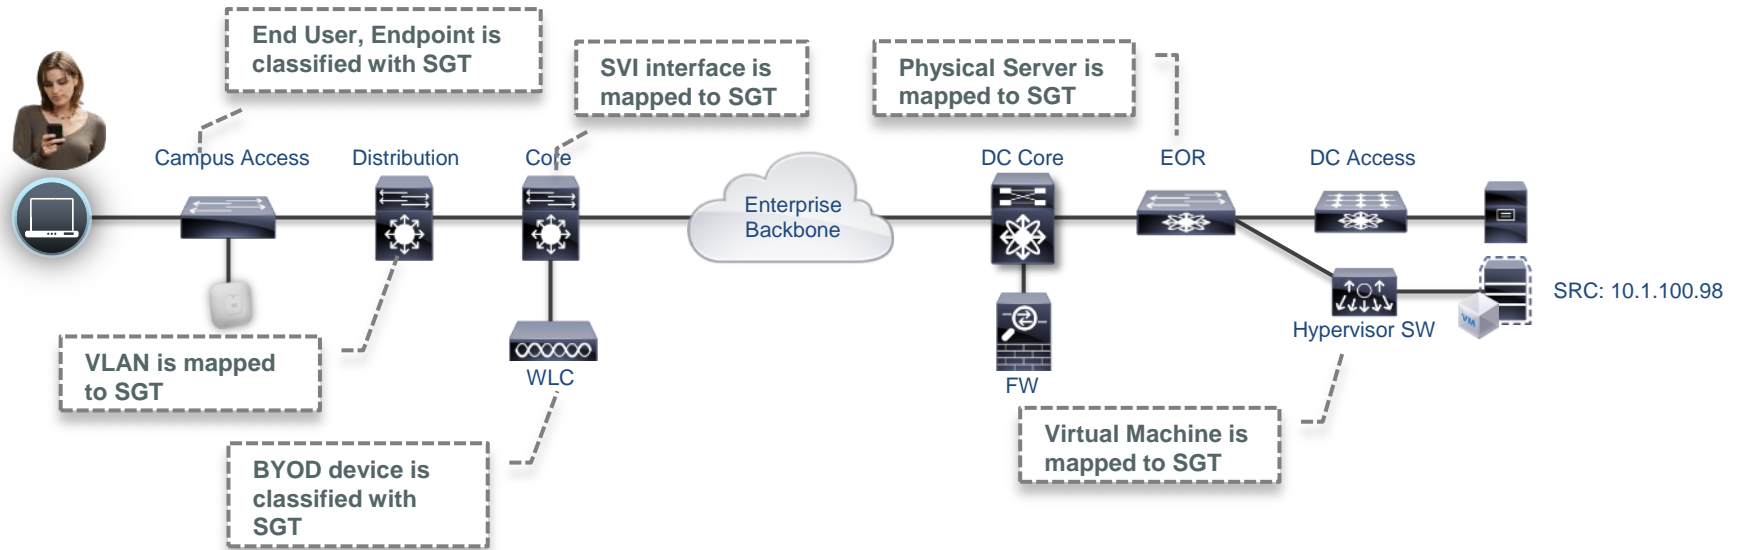 End User, Endpoint is
classified with SGT
SVI interface is
mapped to SGT
Physical Server is
mapped to SGT
Campus Access
Distribution
Core
DC Core
EOR
DC Access
Enterprise
Backbone
SRC: 10.1.100.98
VM
Hypervisor SW
VLAN is mapped
to SGT
WLC
FW
BYOD device is
classified with
SGT
Virtual Machine is
mapped to SGT